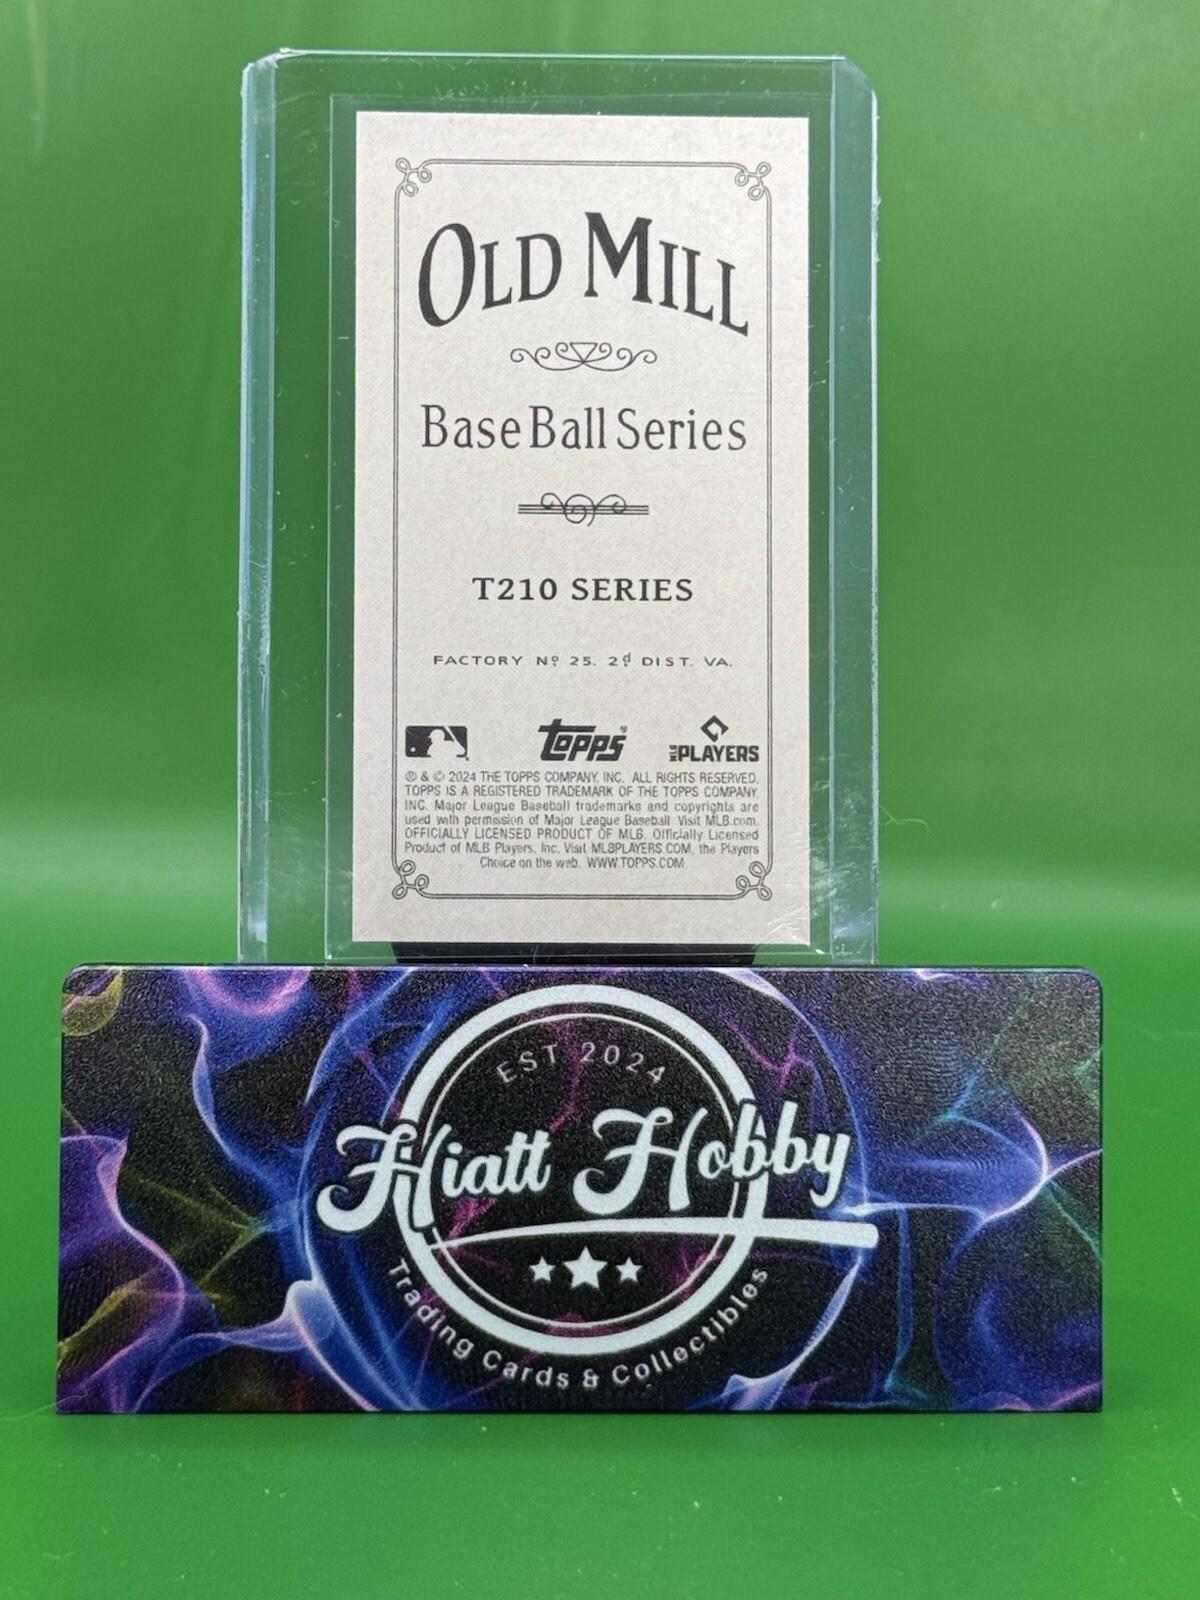 OLD MILL
Base Ball Series
T210 SERIES
FACTORY Nº 25. 2d DIST. VA.
topps®
MLB PLAYERS
® & © 2024 THE TOPPS COMPANY, INC. ALL RIGHTS RESERVED.
TOPPS IS A REGISTERED TRADEMARK OF THE TOPPS COMPANY,
INC. Major League Baseball trademarks and copyrights are
used with permission of Major League Baseball. Visit MLB.com.
OFFICIALLY LICENSED PRODUCT OF MLB. Officially Licensed
Product of MLB Players, Inc. Visit MLBPLAYERS.COM, the Players
Choice on the web. WWW.TOPPS.COM
EST 2024
Hiatt Hobby
Trading Cards & Collectibles